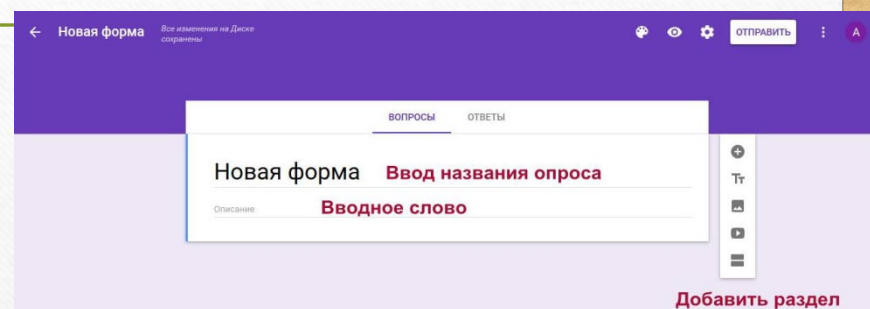 Новая форма
Все изменения на Диске
сохранены
ОТПРАВИТЬ
А
ВОПРОСЫ ОТВЕТЫ
Новая форма Ввод названия опроса
Описание Вводное слово
Тт
Добавить раздел